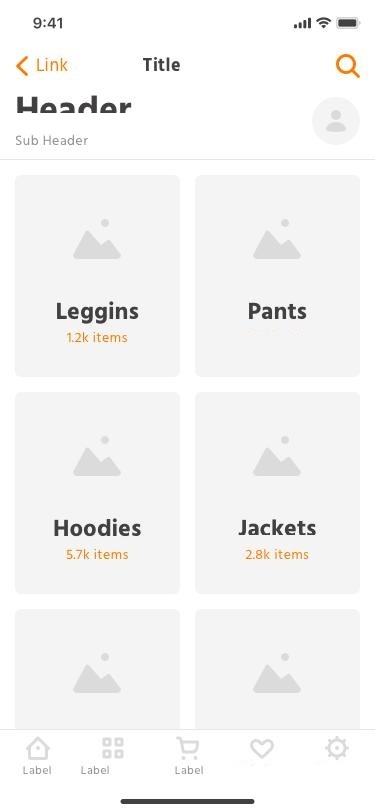 9:41
Link Title
Header
Sub Header
Leggins Pants
1.2k items
Hoodies Jackets
5.7k items 2.8k items
Label Label Label